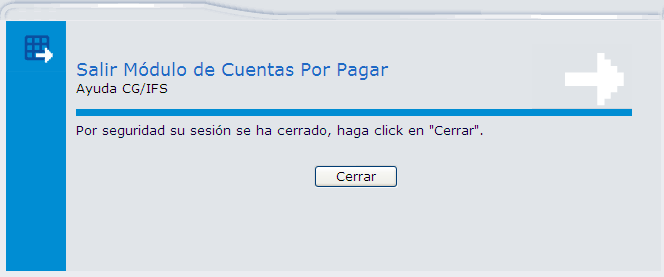 Salir Módulo de Cuentas Por Pagar
Ayuda CG/IFS
Por seguridad su sesión se ha cerrado, haga click en "Cerrar".
Cerrar